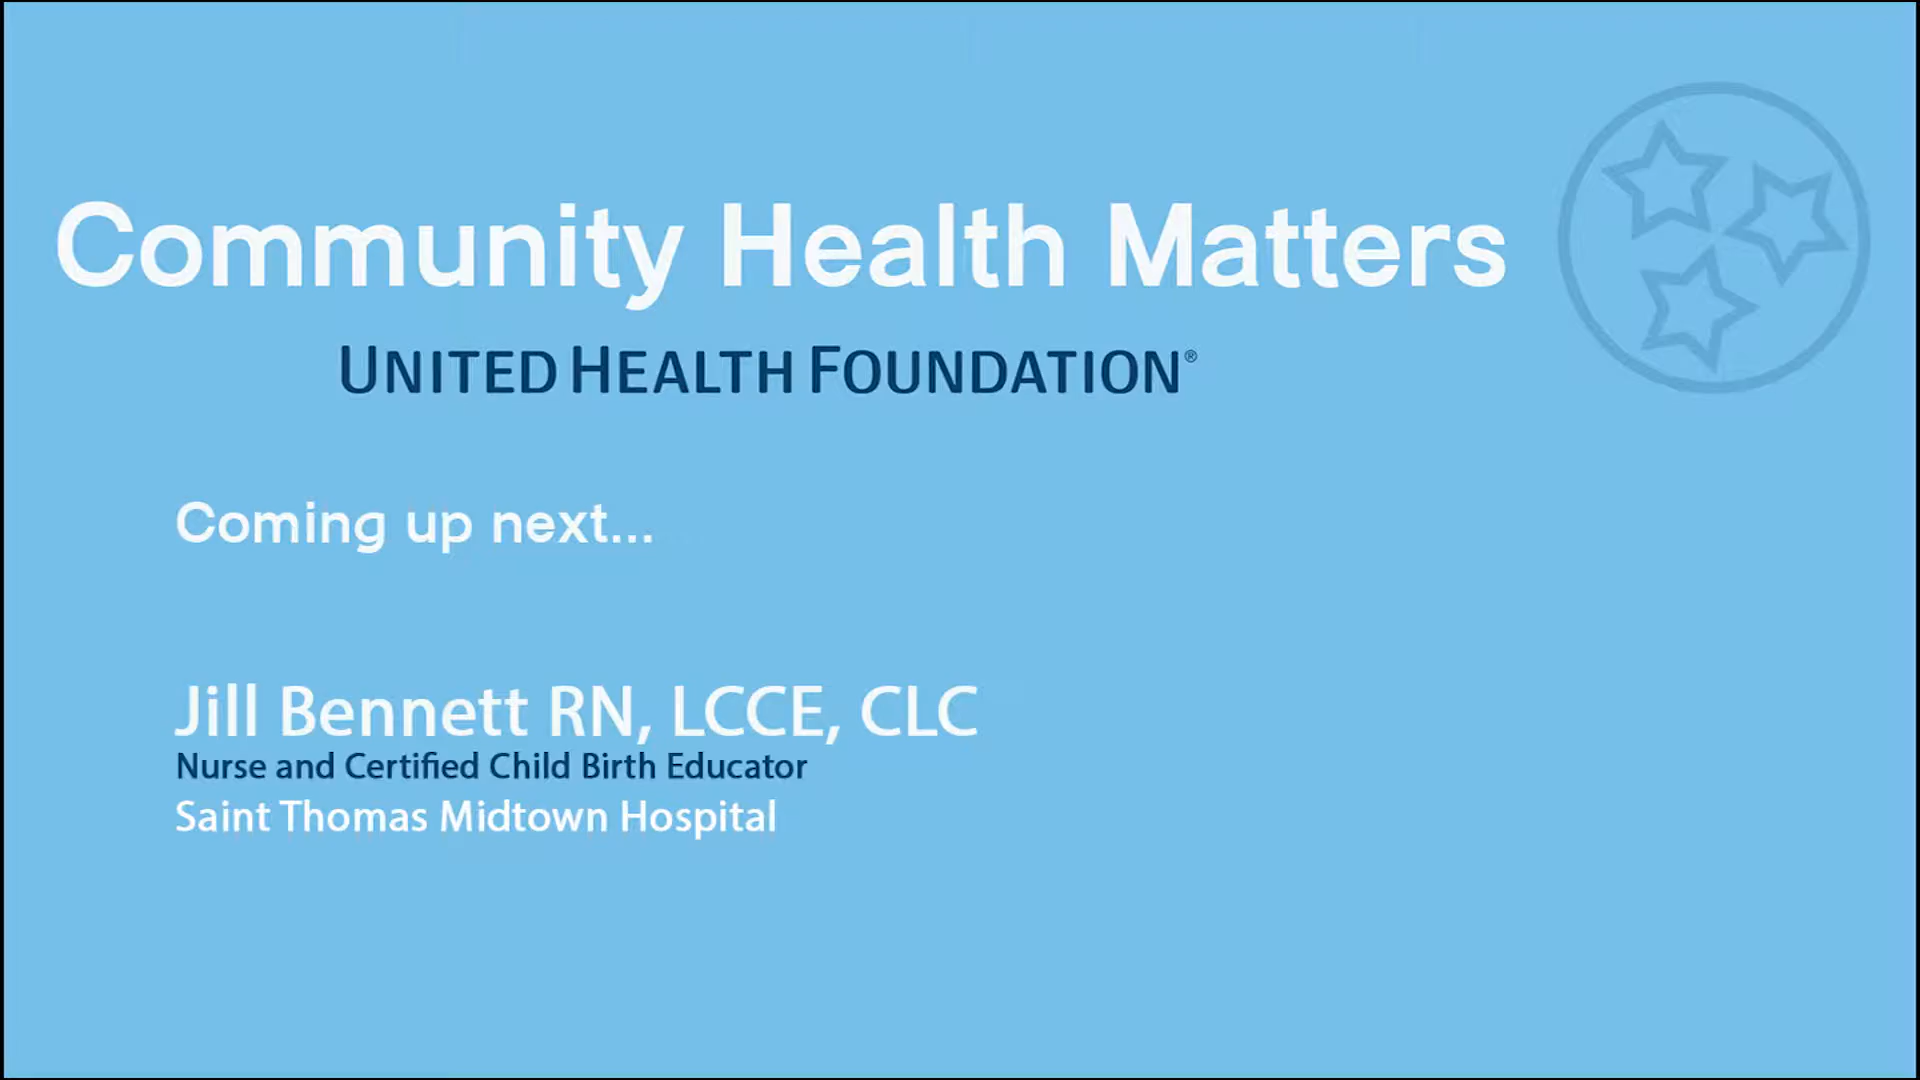 Community Health Matters
UNITED HEALTH FOUNDATION®
Coming up next...
Jill Bennett RN, LCCE, CLC
Nurse and Certified Child Birth Educator
Saint Thomas Midtown Hospital